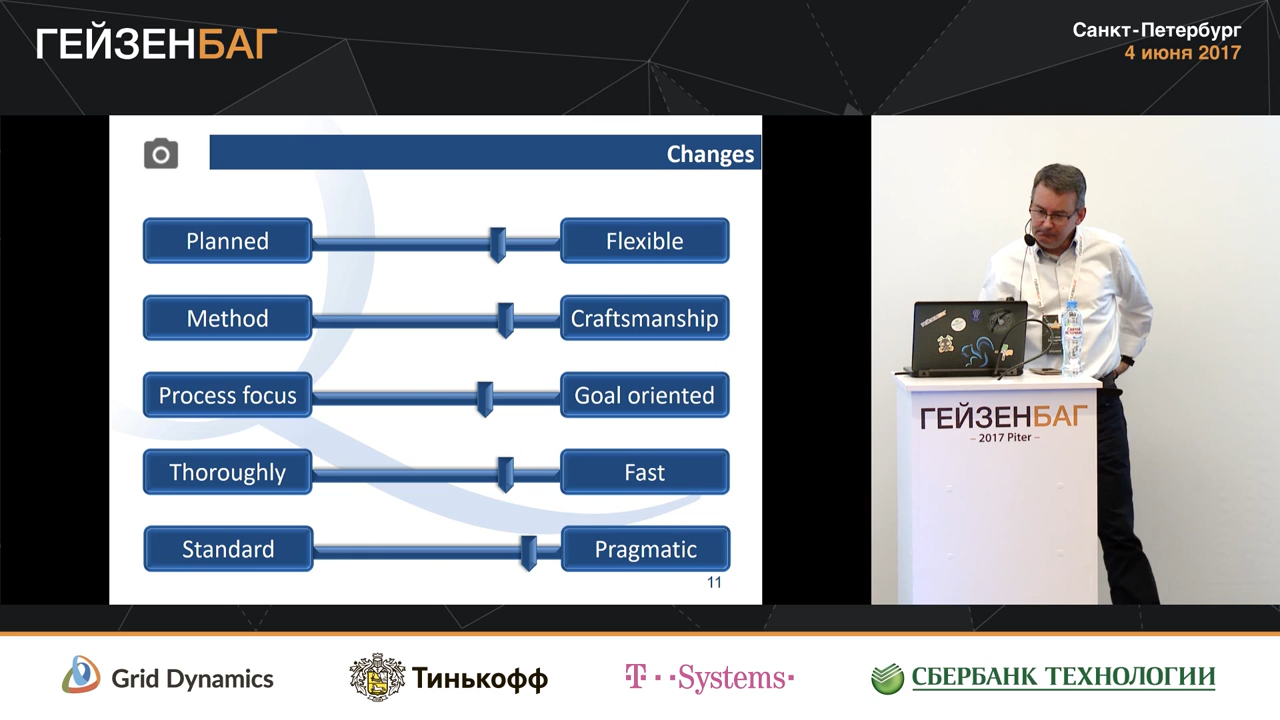 ГЕЙЗЕНБАГ
Санкт-Петербург
4 июня 2017
Changes
Planned
Flexible
Method
Craftsmanship
Process focus
Goal oriented
Thoroughly
Fast
Standard
Pragmatic
11
ГЕЙЗЕНБАГ
– 2017 Piter –
Grid Dynamics
Тинькофф
T··Systems·
СБЕРБАНК ТЕХНОЛОГИИ